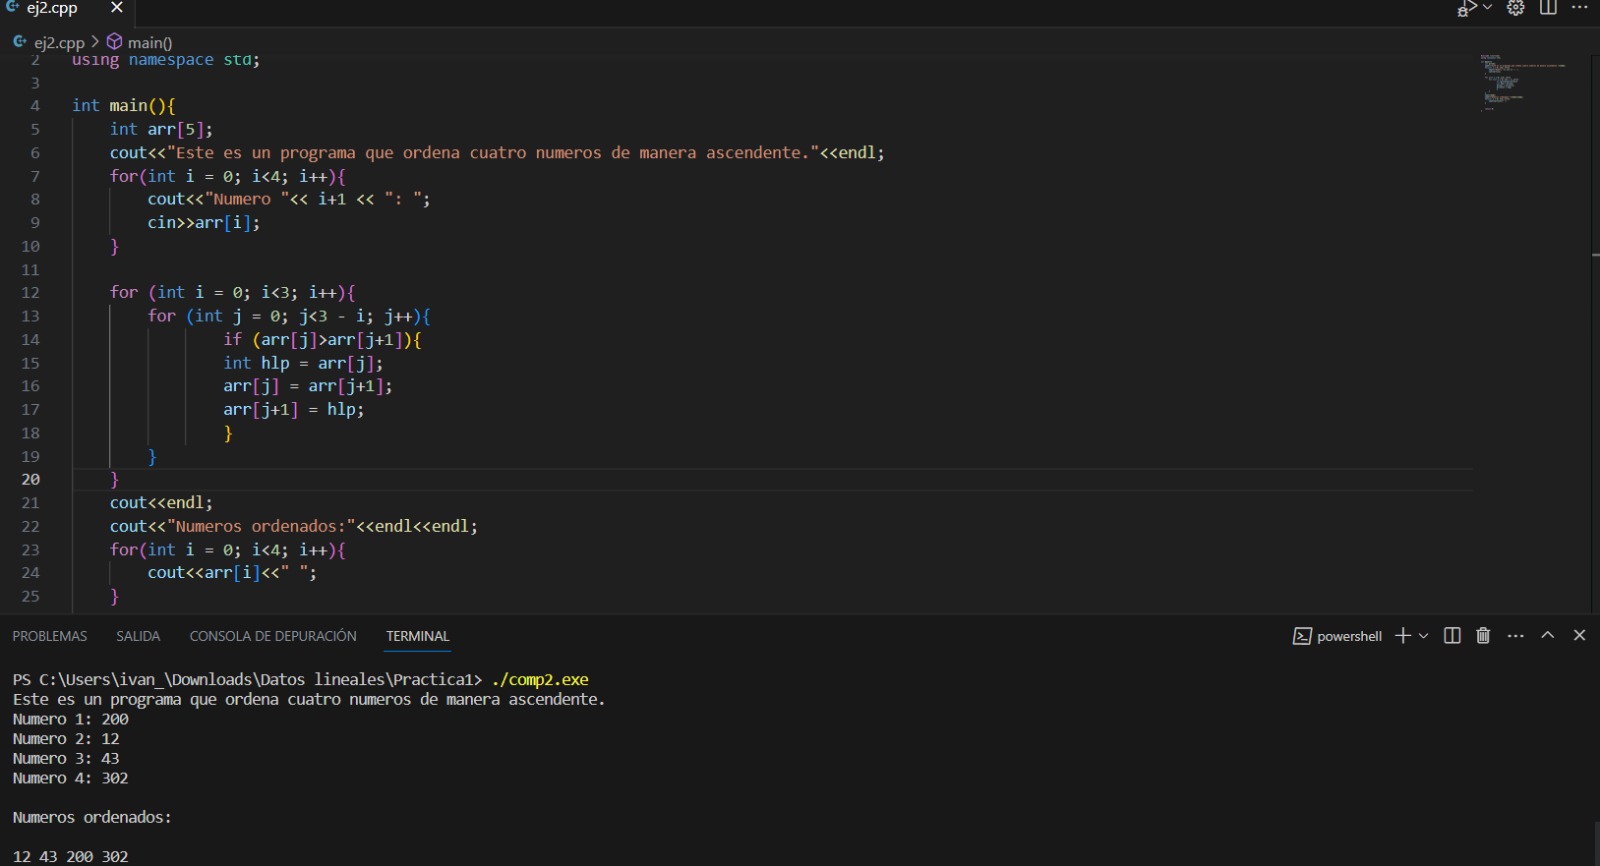 ej2.cpp
ej2.cpp > main()
2 using namespace std;
3
4 int main(){
5 int arr[5];
6 cout<<"Este es un programa que ordena cuatro numeros de manera ascendente."<<endl;
7 for(int i = 0; i<4; i++){
8 cout<<"Numero "<< i+1 << ": ";
9 cin>>arr[i];
10 }
11
12 for (int i = 0; i<3; i++){
13 for (int j = 0; j<3 - i; j++){
14 if (arr[j]>arr[j+1]){
15 int hlp = arr[j];
16 arr[j] = arr[j+1];
17 arr[j+1] = hlp;
18 }
19 }
20 }
21 cout<<endl;
22 cout<<"Numeros ordenados:"<<endl<<endl;
23 for(int i = 0; i<4; i++){
24 cout<<arr[i]<<" ";
25 }
PROBLEMAS SALIDA CONSOLA DE DEPURACIÓN TERMINAL powershell
PS C:\Users\ivan_\Downloads\Datos lineales\Practica1> ./comp2.exe
Este es un programa que ordena cuatro numeros de manera ascendente.
Numero 1: 200
Numero 2: 12
Numero 3: 43
Numero 4: 302
Numeros ordenados:
12 43 200 302